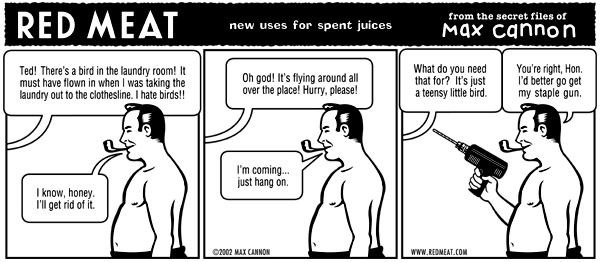 RED MEAT
new uses for spent juices
from the secret files of
Max cannon
Ted! There's a bird in the laundry room! It
must have flown in when I was taking the
laundry out to the clothesline. I hate birds!!
I know, honey.
I'll get rid of it.
Oh god! It's flying around all
over the place! Hurry, please!
I'm coming...
just hang on.
©2002 MAX CANNON
What do you need
that for? It's just
a teensy little bird.
You're right, Hon.
I'd better go get
my staple gun.
WWW.REDMEAT.COM